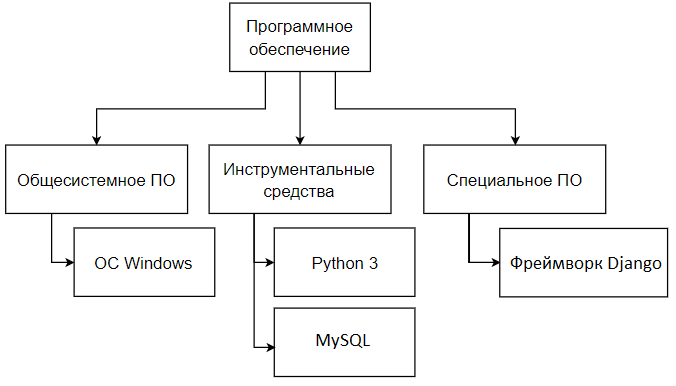 Программное
обеспечение
Общесистемное ПО
Инструментальные
средства
Специальное ПО
ОС Windows
Python 3
Фреймворк Django
MySQL